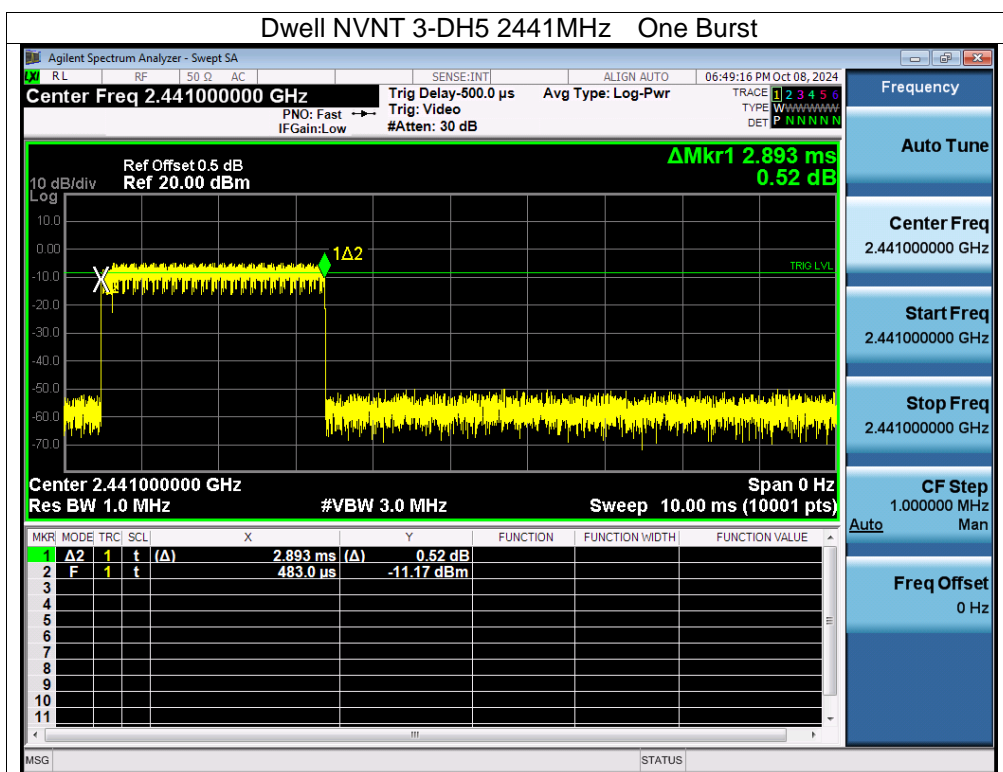 Dwell NVNT 3-DH5 2441MHz One Burst
Agilent Spectrum Analyzer - Swept SA
LXI RL RF 50 Ω AC SENSE:INT ALIGN AUTO 06:49:16 PM Oct 08, 2024
Center Freq 2.441000000 GHz
PNO: Fast
IFGain:Low
Trig Delay-500.0 µs
Trig: Video
#Atten: 30 dB
Avg Type: Log-Pwr
TRACE 1 2 3 4 5 6
TYPE WWWWWWW
DET P N N N N N
ΔMkr1 2.893 ms
0.52 dB
Ref Offset 0.5 dB
10 dB/div Ref 20.00 dBm
Log
10.0
0.00
-10.0
-20.0
-30.0
-40.0
-50.0
-60.0
-70.0
1Δ2
TRIG LVL
Center 2.441000000 GHz Span 0 Hz
Res BW 1.0 MHz #VBW 3.0 MHz Sweep 10.00 ms (10001 pts)
MKR MODE TRC SCL X Y FUNCTION FUNCTION WIDTH FUNCTION VALUE
1 Δ2 1 t (Δ) 2.893 ms (Δ) 0.52 dB
2 F 1 t 483.0 µs -11.17 dBm
3
4
5
6
7
8
9
10
11
MSG STATUS
Frequency
Auto Tune
Center Freq
2.441000000 GHz
Start Freq
2.441000000 GHz
Stop Freq
2.441000000 GHz
CF Step
1.000000 MHz
Auto Man
Freq Offset
0 Hz